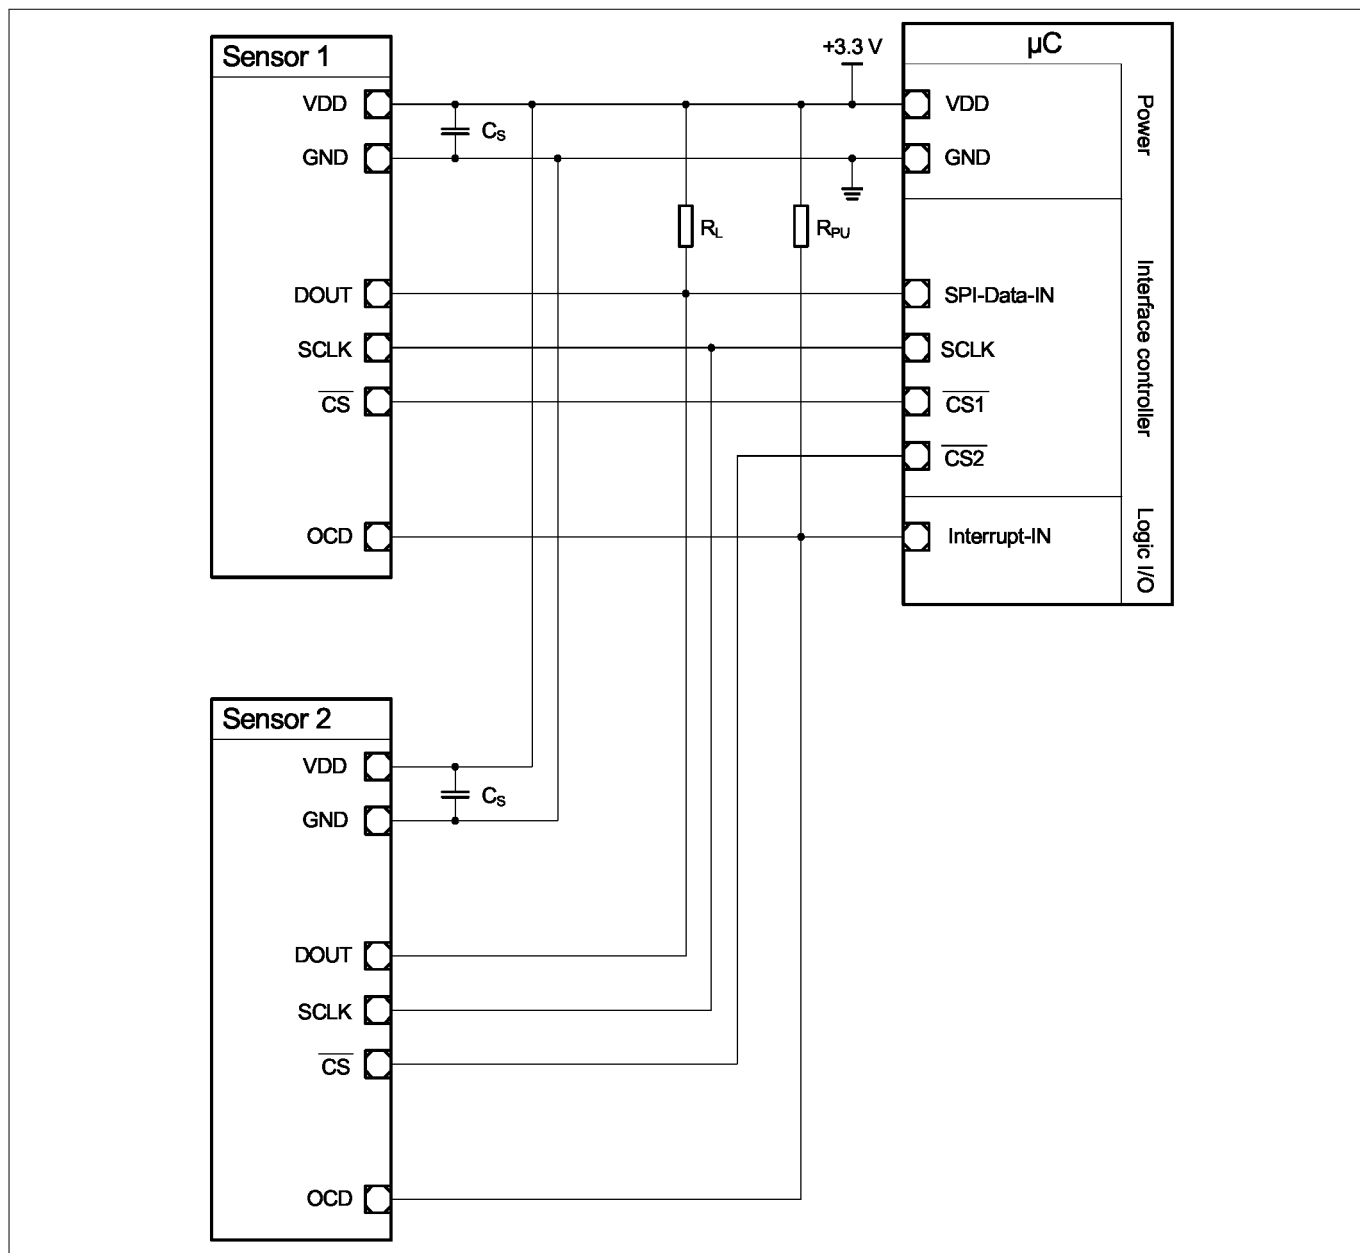 Sensor 1
VDD
GND
DOUT
SCLK
CS
OCD
CS
+3.3 V
RL
RPU
µC
VDD
GND
SPI-Data-IN
SCLK
CS1
CS2
Interrupt-IN
Power
Interface controller
Logic I/O
Sensor 2
VDD
GND
DOUT
SCLK
CS
OCD
CS